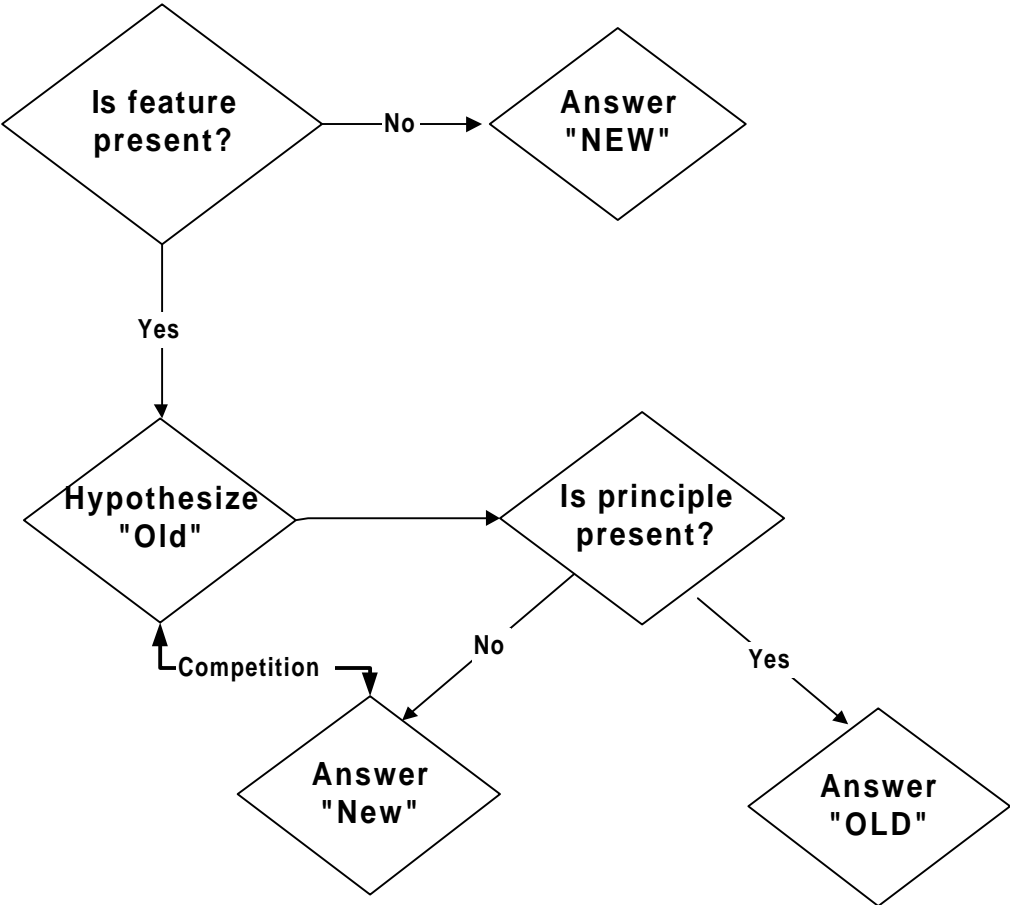 Is feature
present?
No
Answer
"NEW"
Yes
Hypothesize
"Old"
Is principle
present?
No
Yes
Competition
Answer
"New"
Answer
"OLD"